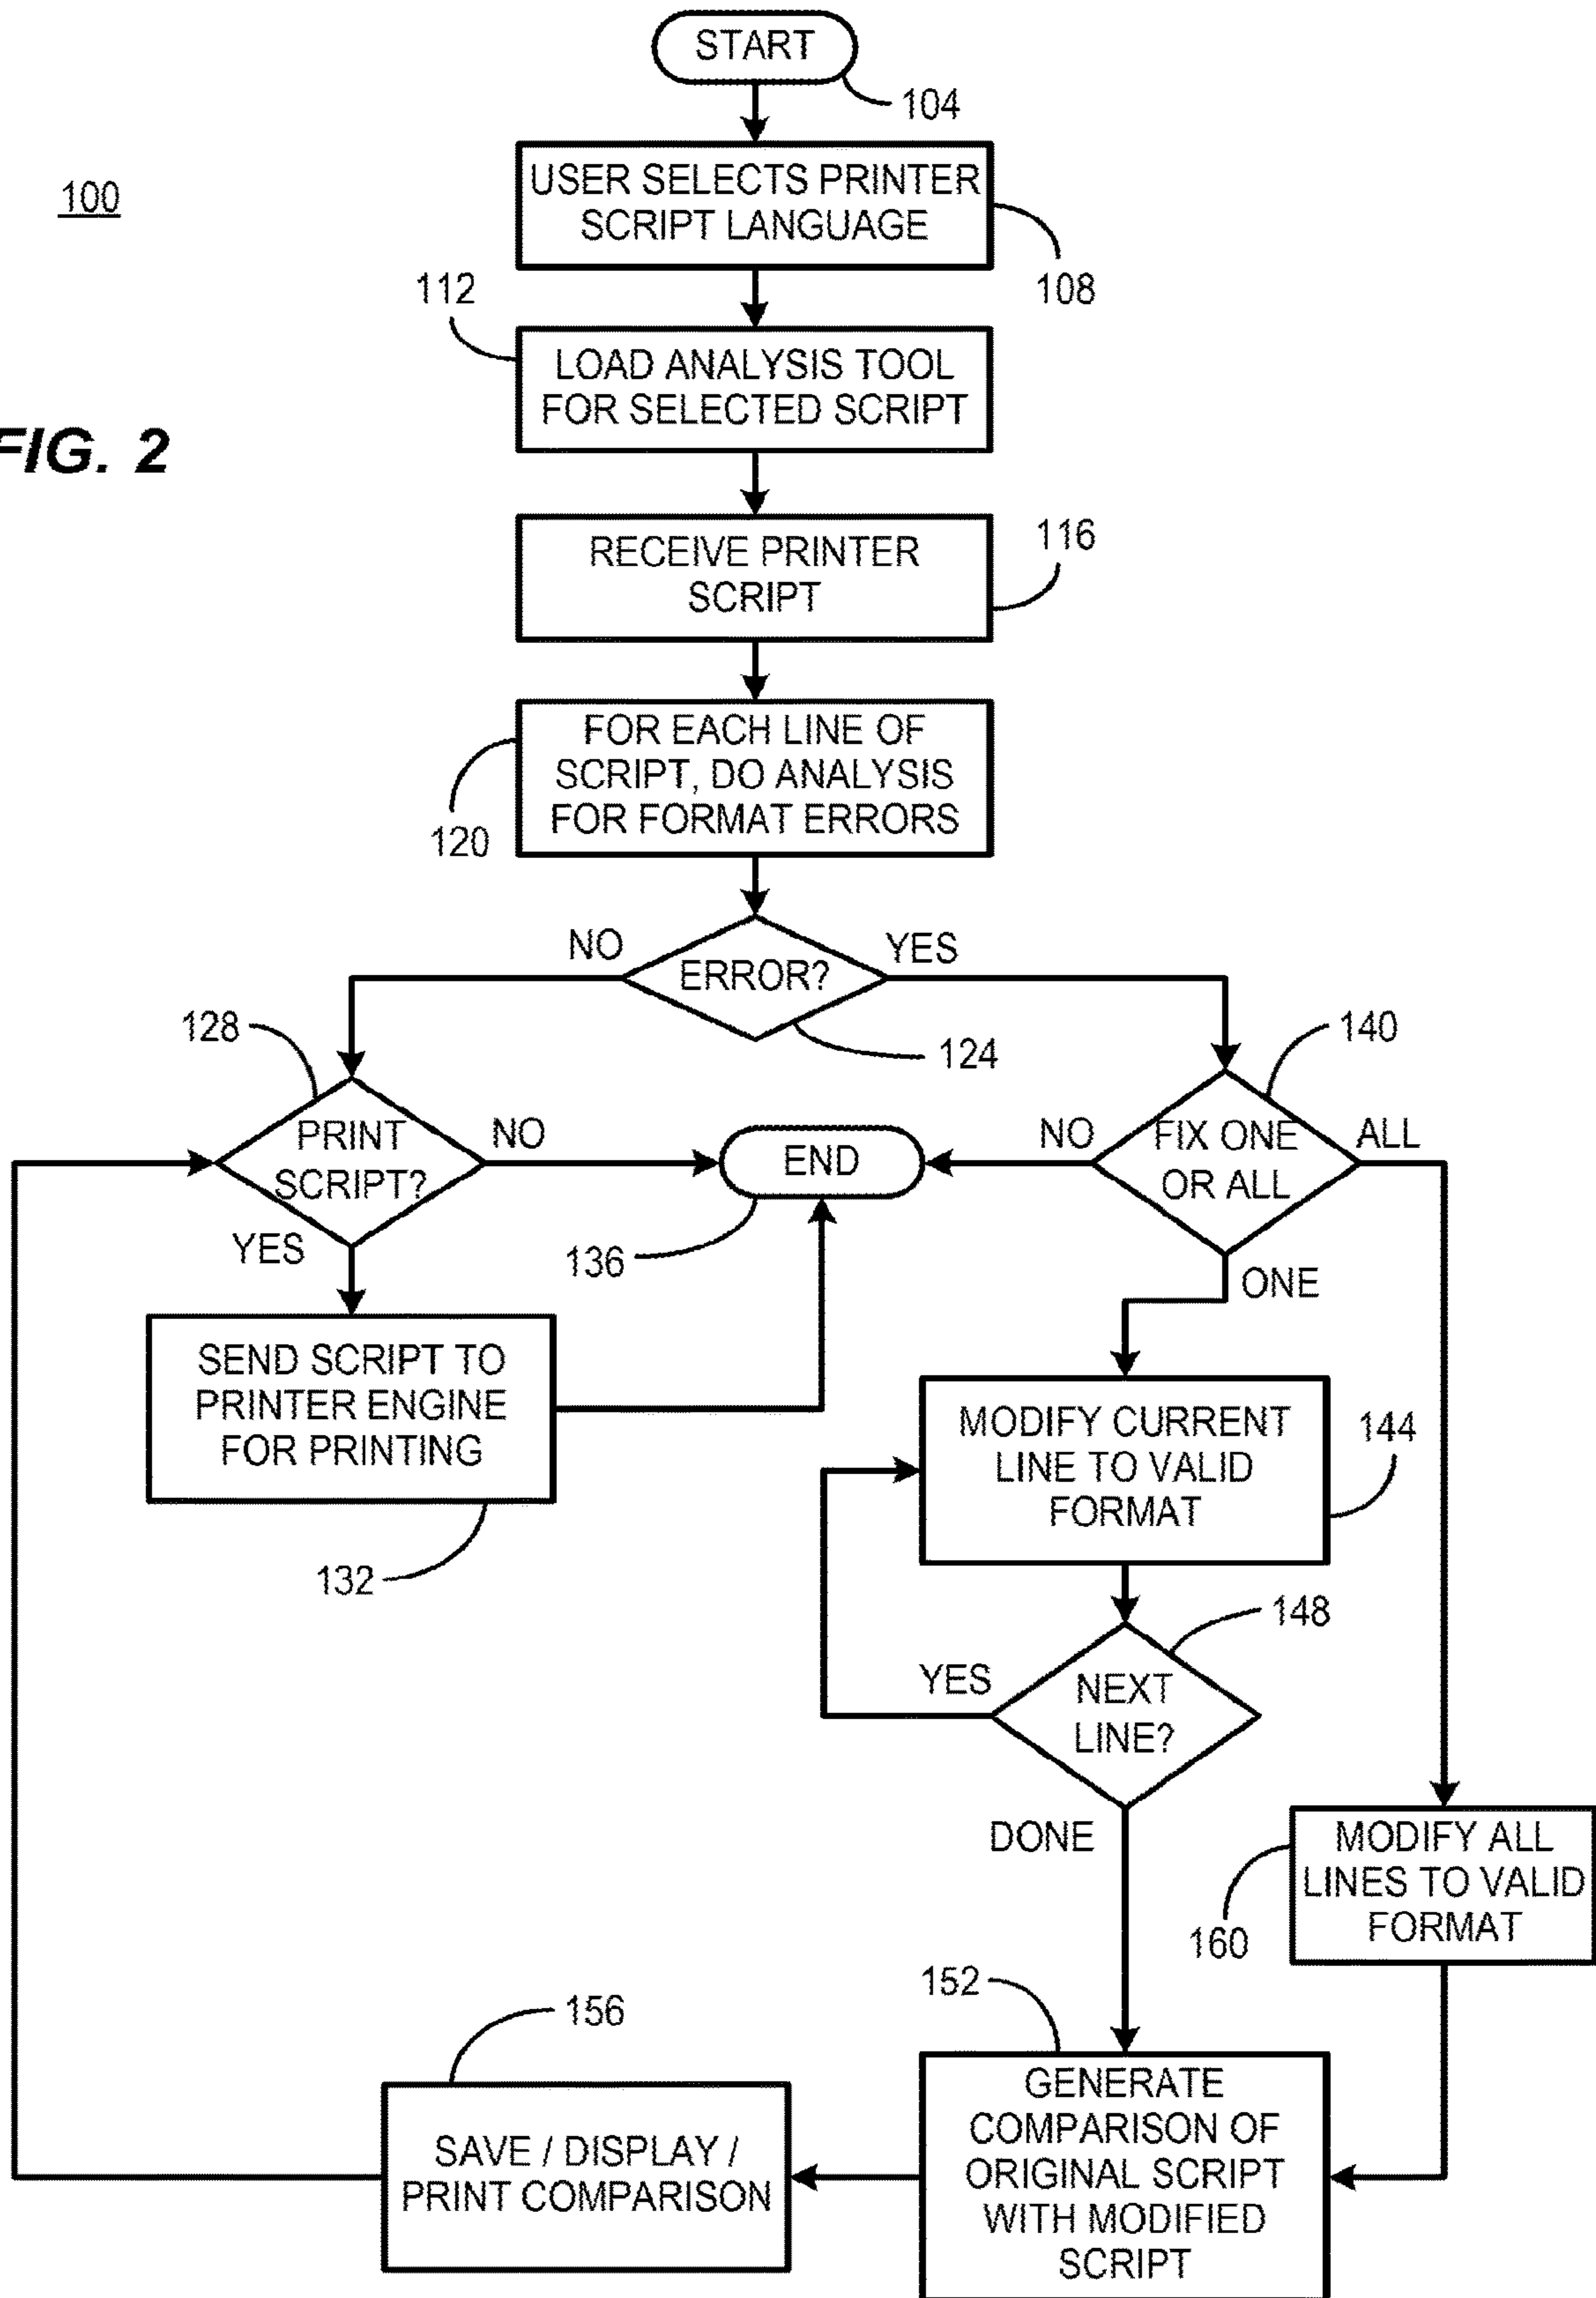 START
104
100
USER SELECTS PRINTER
SCRIPT LANGUAGE
108
112
LOAD ANALYSIS TOOL
FOR SELECTED SCRIPT
FIG. 2
RECEIVE PRINTER
SCRIPT
116
FOR EACH LINE OF
SCRIPT, DO ANALYSIS
FOR FORMAT ERRORS
120
NO
ERROR?
YES
124
128
140
PRINT
SCRIPT?
NO
YES
END
136
NO
FIX ONE
OR ALL
ALL
ONE
SEND SCRIPT TO
PRINTER ENGINE
FOR PRINTING
132
MODIFY CURRENT
LINE TO VALID
FORMAT
144
148
YES
NEXT
LINE?
DONE
MODIFY ALL
LINES TO VALID
FORMAT
160
152
156
GENERATE
COMPARISON OF
ORIGINAL SCRIPT
WITH MODIFIED
SCRIPT
SAVE / DISPLAY /
PRINT COMPARISON